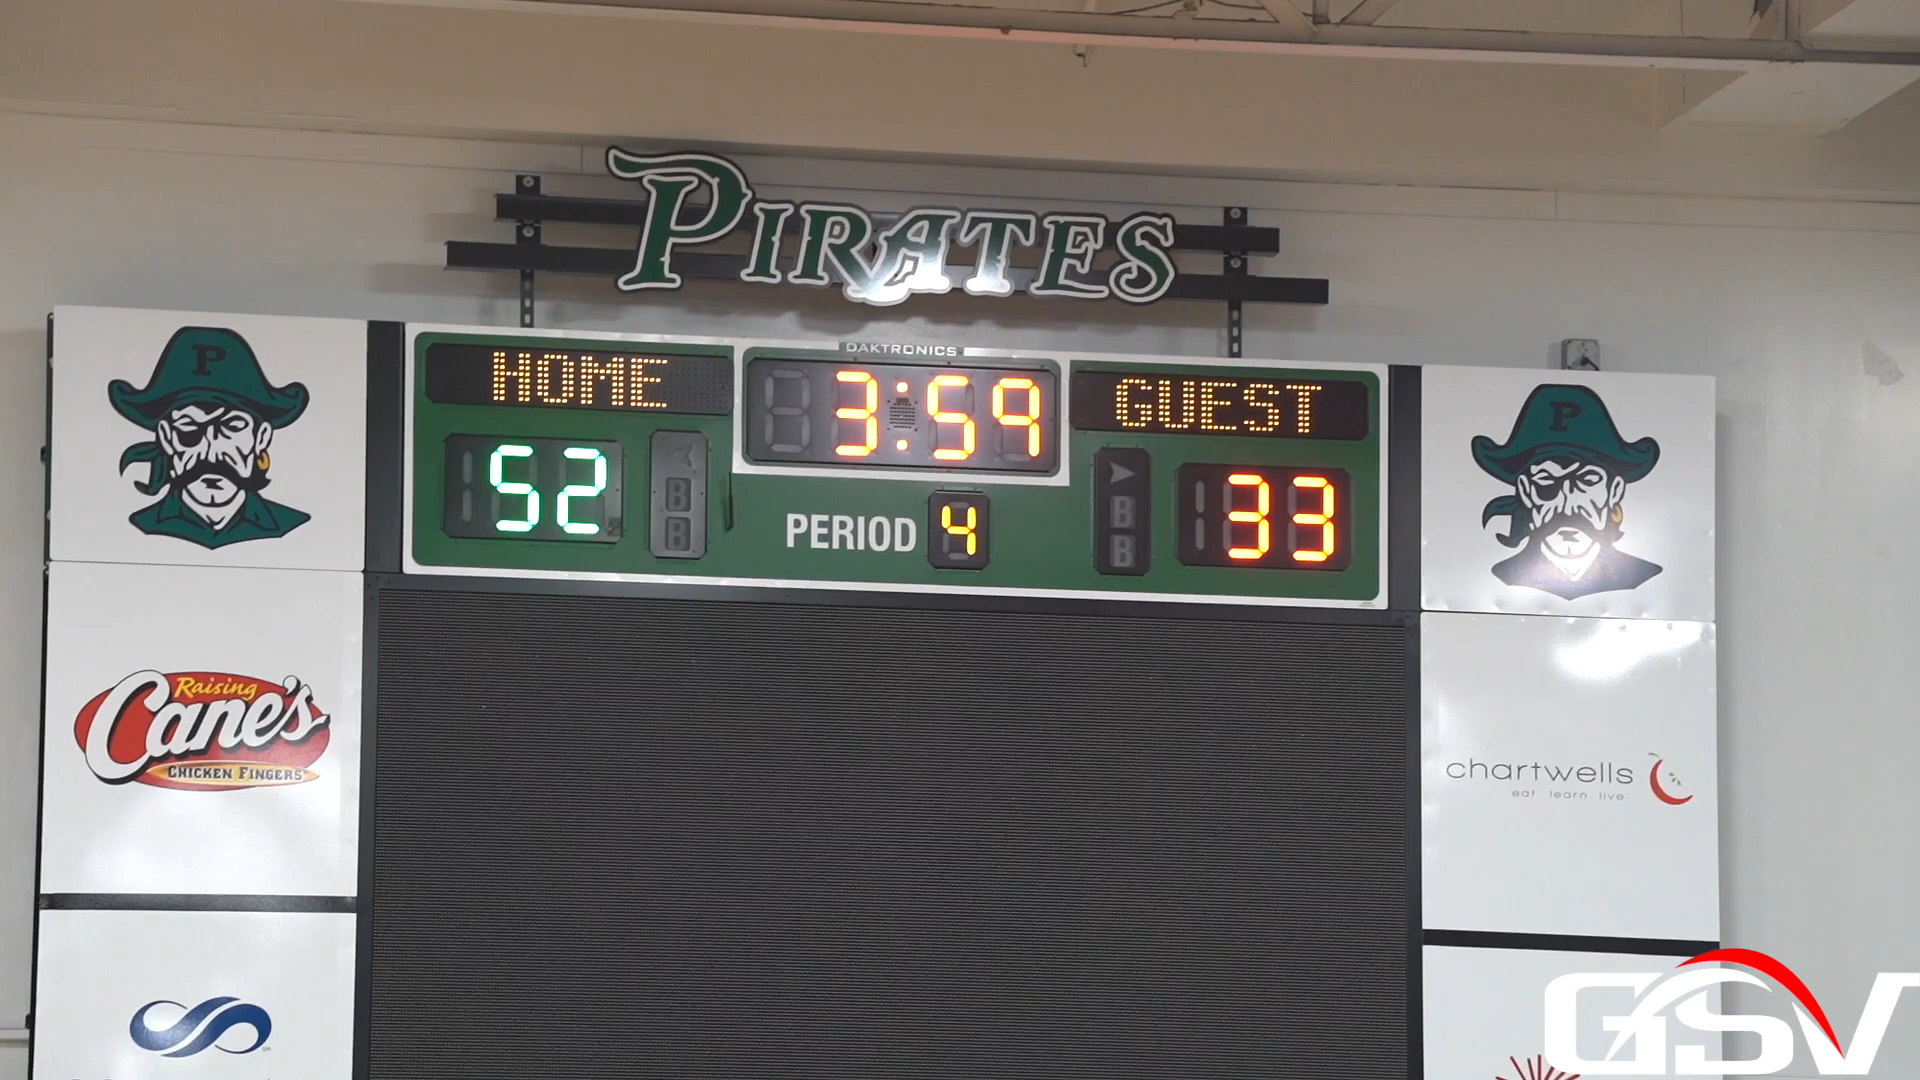 PIRATES
DAKTRONICS
HOME
3:59
GUEST
P
P
52
B
B
PERIOD
4
B
B
33
Raising
Cane's
CHICKEN FINGERS
chartwells
eat. learn. live.
GSV